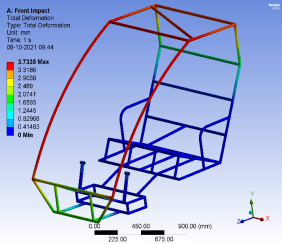 A: Front Impact
Total Deformation
Type: Total Deformation
Unit: mm
Time: 1 s
08-10-2021 09.44
3.7335 Max
3.3186
2.9038
2.489
2.0741
1.6593
1.2445
0.82966
0.41483
0 Min
0.00 450.00 900.00 (mm)
225.00 675.00
Y
X
Z